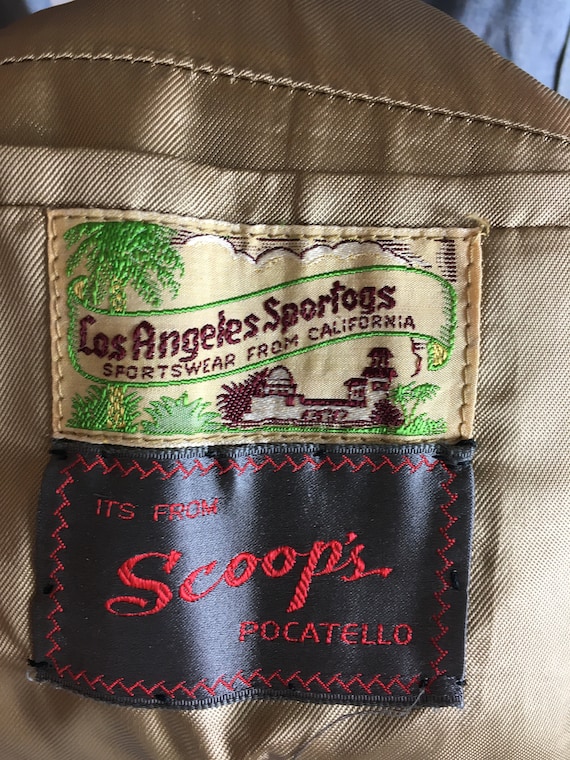 Los Angeles Sportogs
SPORTSWEAR FROM CALIFORNIA
ITS FROM
Scoop's
POCATELLO